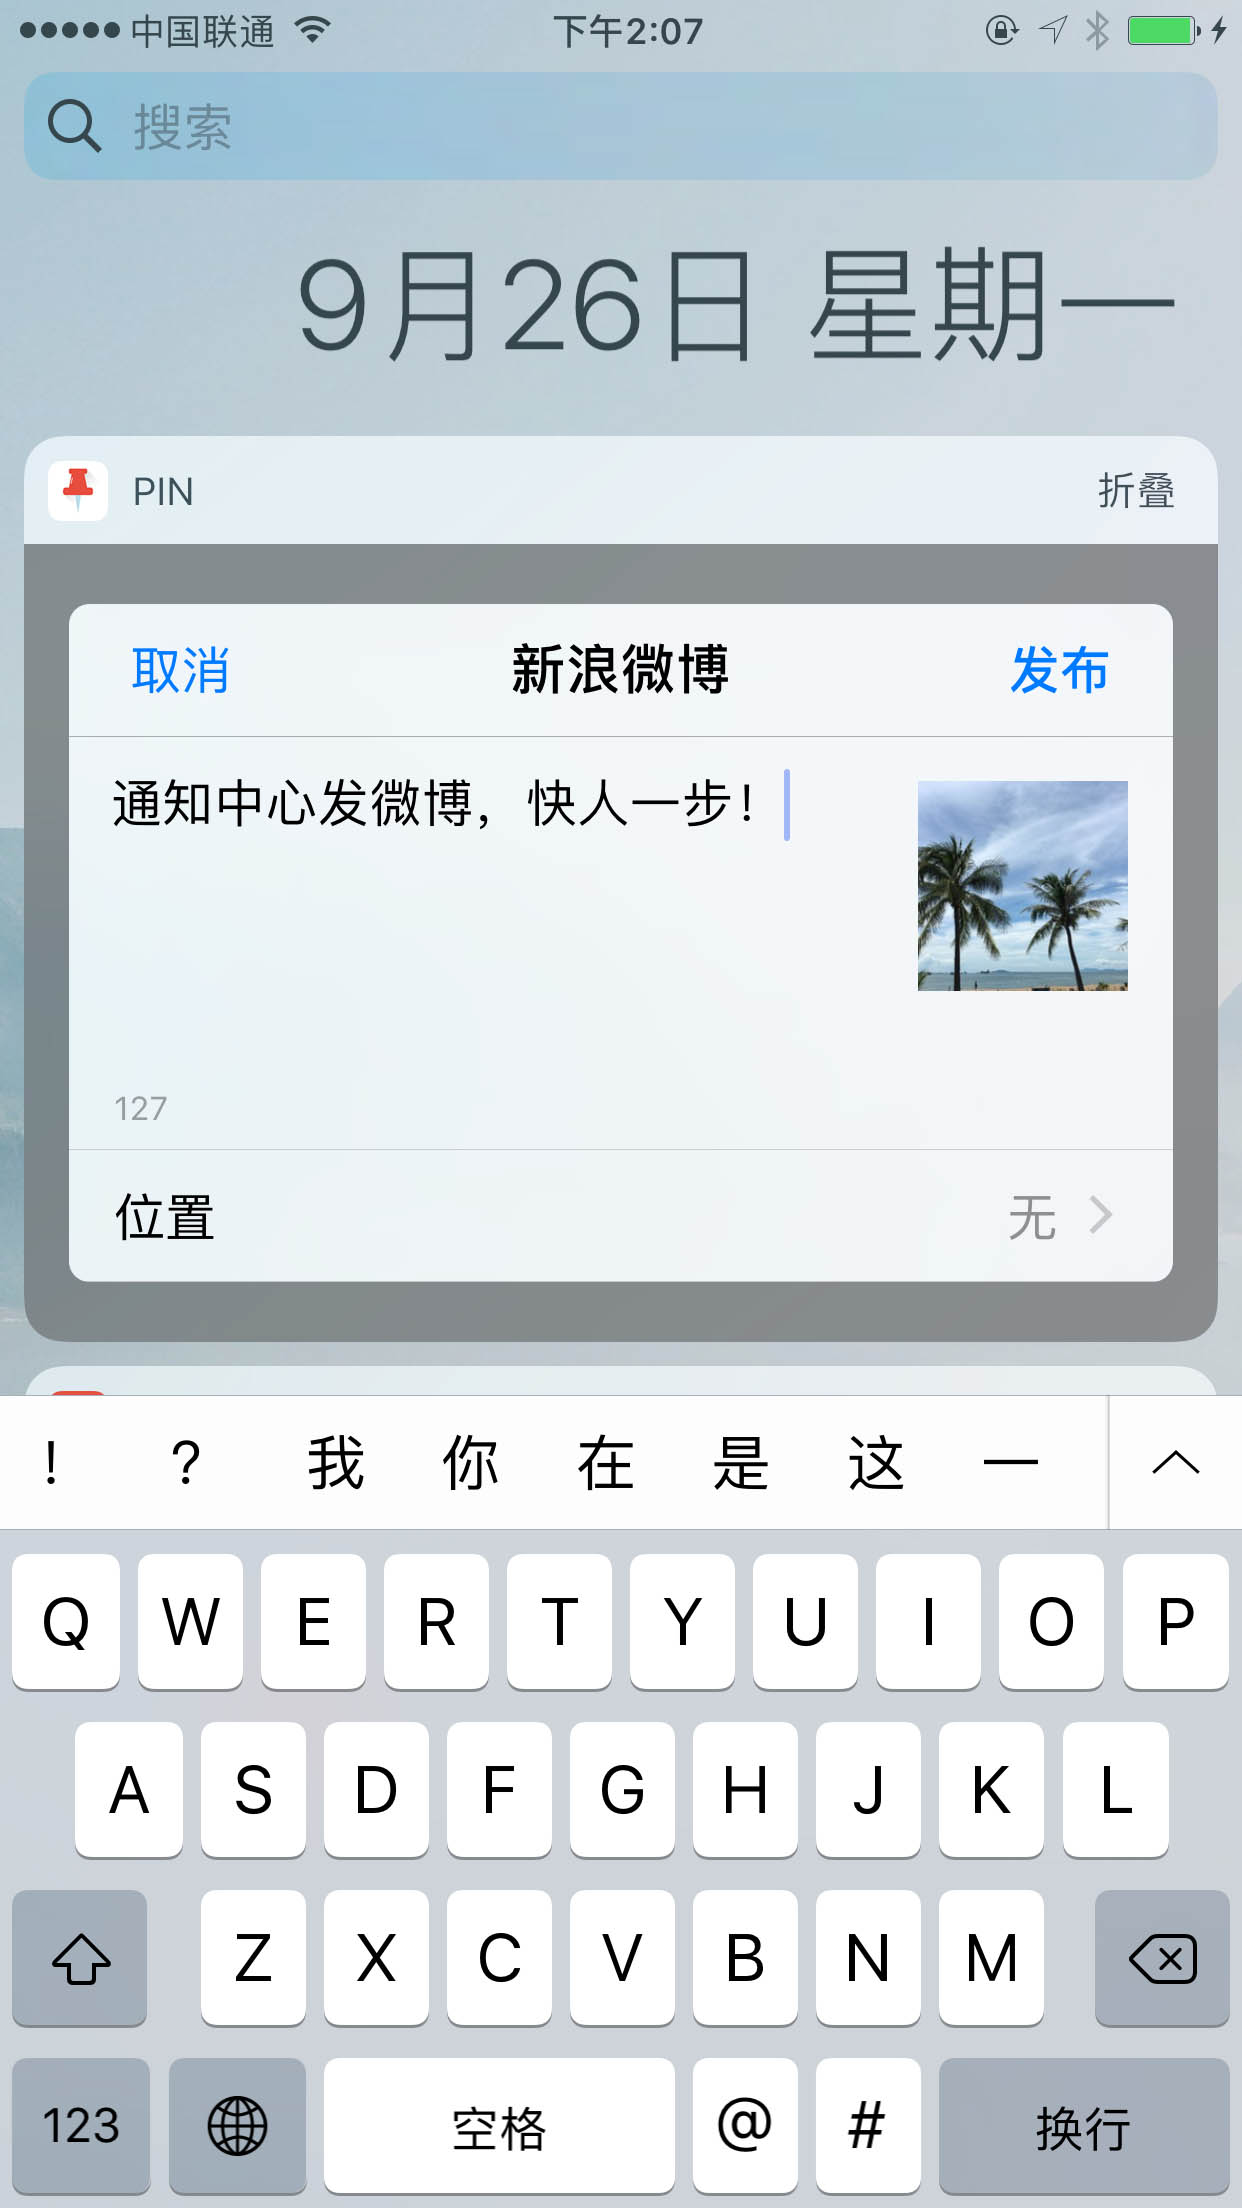 中国联通 下午2:07
搜索
9月26日 星期一
PIN 折叠
取消 新浪微博 发布
通知中心发微博，快人一步！
127
位置 无
！ ？ 我 你 在 是 这 一
Q W E R T Y U I O P
A S D F G H J K L
Z X C V B N M
123 空格 @ # 换行